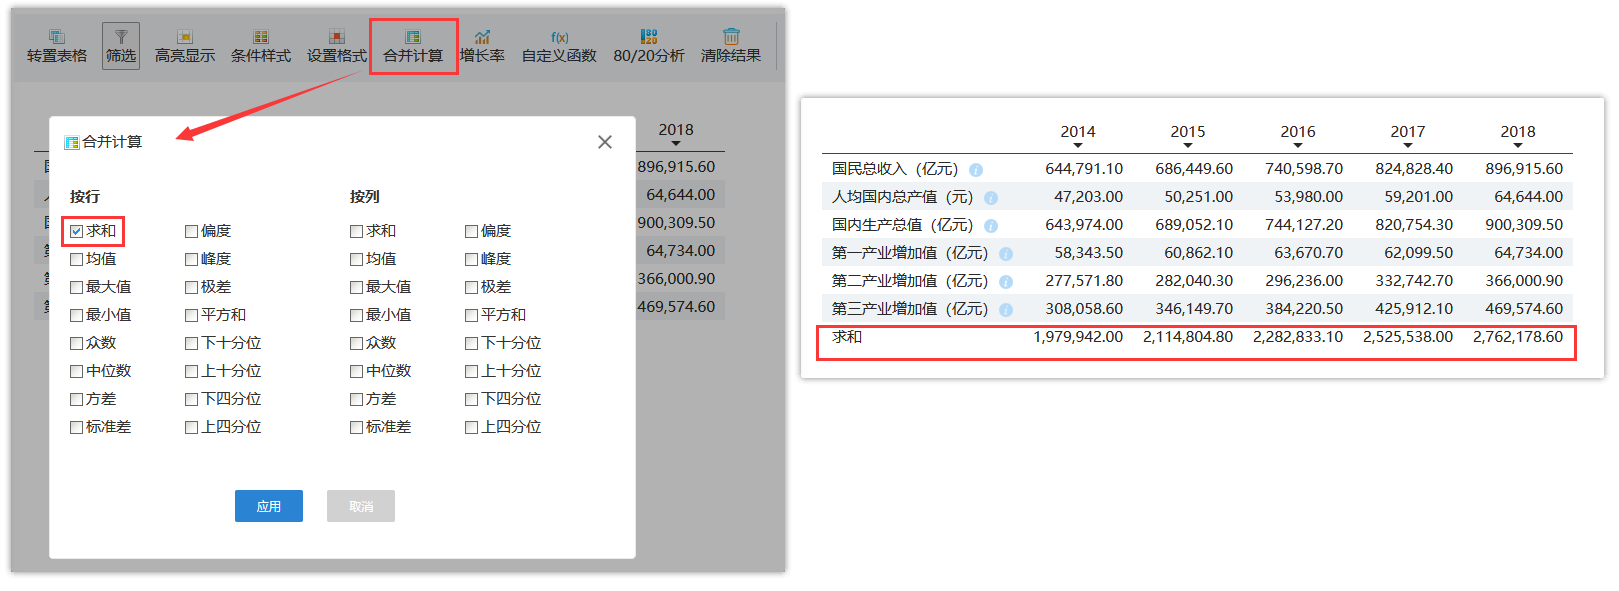 转置表格 筛选 高亮显示 条件样式 设置格式 合并计算 增长率 自定义函数 80/20分析 清除结果
合并计算
2018
896,915.60
64,644.00
900,309.50
64,734.00
366,000.90
469,574.60
按行 按列
求和 偏度 求和 偏度
均值 峰度 均值 峰度
最大值 极差 最大值 极差
最小值 平方和 最小值 平方和
众数 下十分位 众数 下十分位
中位数 上十分位 中位数 上十分位
方差 下四分位 方差 下四分位
标准差 上四分位 标准差 上四分位
应用 取消
2014 2015 2016 2017 2018
国民总收入（亿元） 644,791.10 686,449.60 740,598.70 824,828.40 896,915.60
人均国内总产值（元） 47,203.00 50,251.00 53,980.00 59,201.00 64,644.00
国内生产总值（亿元） 643,974.00 689,052.10 744,127.20 820,754.30 900,309.50
第一产业增加值（亿元） 58,343.50 60,862.10 63,670.70 62,099.50 64,734.00
第二产业增加值（亿元） 277,571.80 282,040.30 296,236.00 332,742.70 366,000.90
第三产业增加值（亿元） 308,058.60 346,149.70 384,220.50 425,912.10 469,574.60
求和 1,979,942.00 2,114,804.80 2,282,833.10 2,525,538.00 2,762,178.60